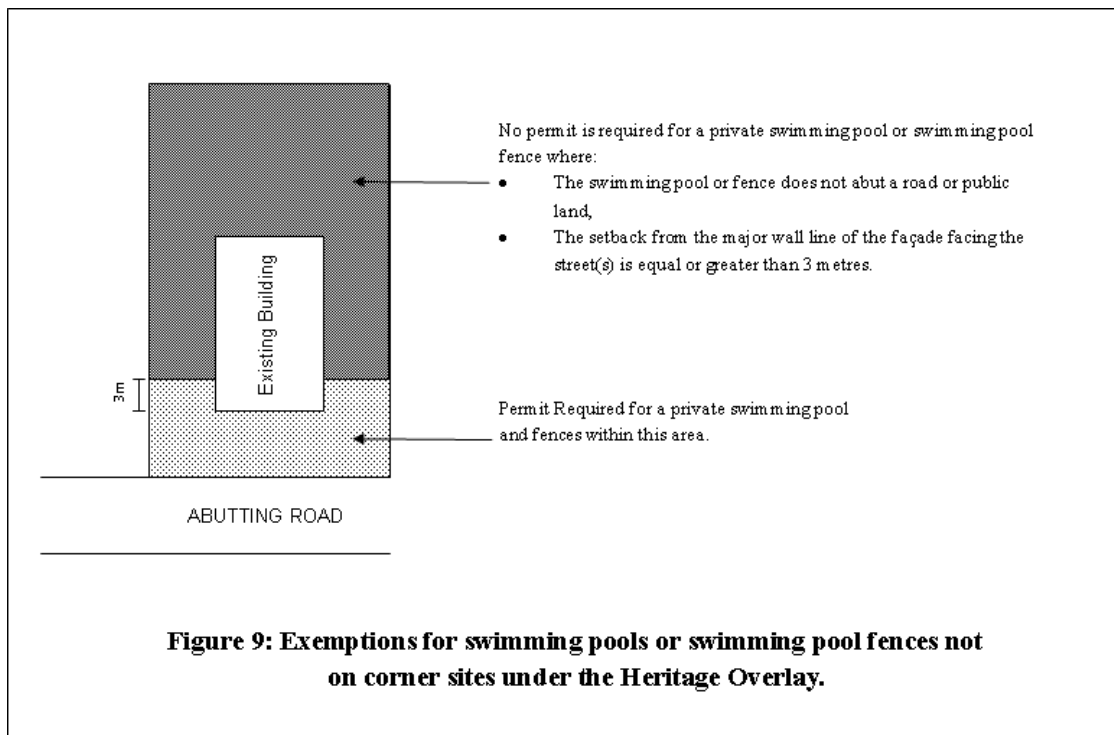 No permit is required for a private swimming pool or swimming pool
fence where:
• The swimming pool or fence does not abut a road or public
land,
• The setback from the major wall line of the façade facing the
street(s) is equal or greater than 3 metres.
Existing Building
3m
Permit Required for a private swimming pool
and fences within this area.
ABUTTING ROAD
Figure 9: Exemptions for swimming pools or swimming pool fences not
on corner sites under the Heritage Overlay.